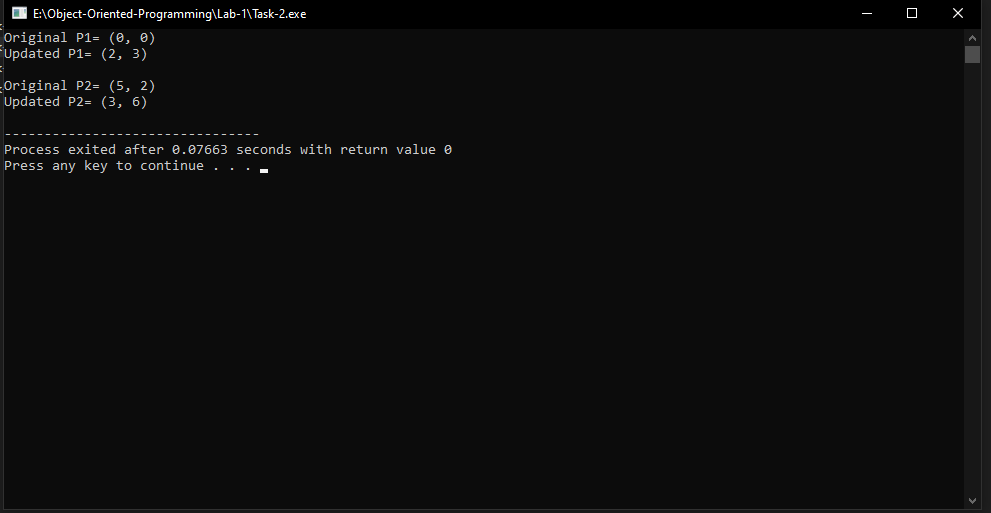 E:\Object-Oriented-Programming\Lab-1\Task-2.exe
Original P1= (0, 0)
Updated P1= (2, 3)
Original P2= (5, 2)
Updated P2= (3, 6)
--------------------------------
Process exited after 0.07663 seconds with return value 0
Press any key to continue . . .